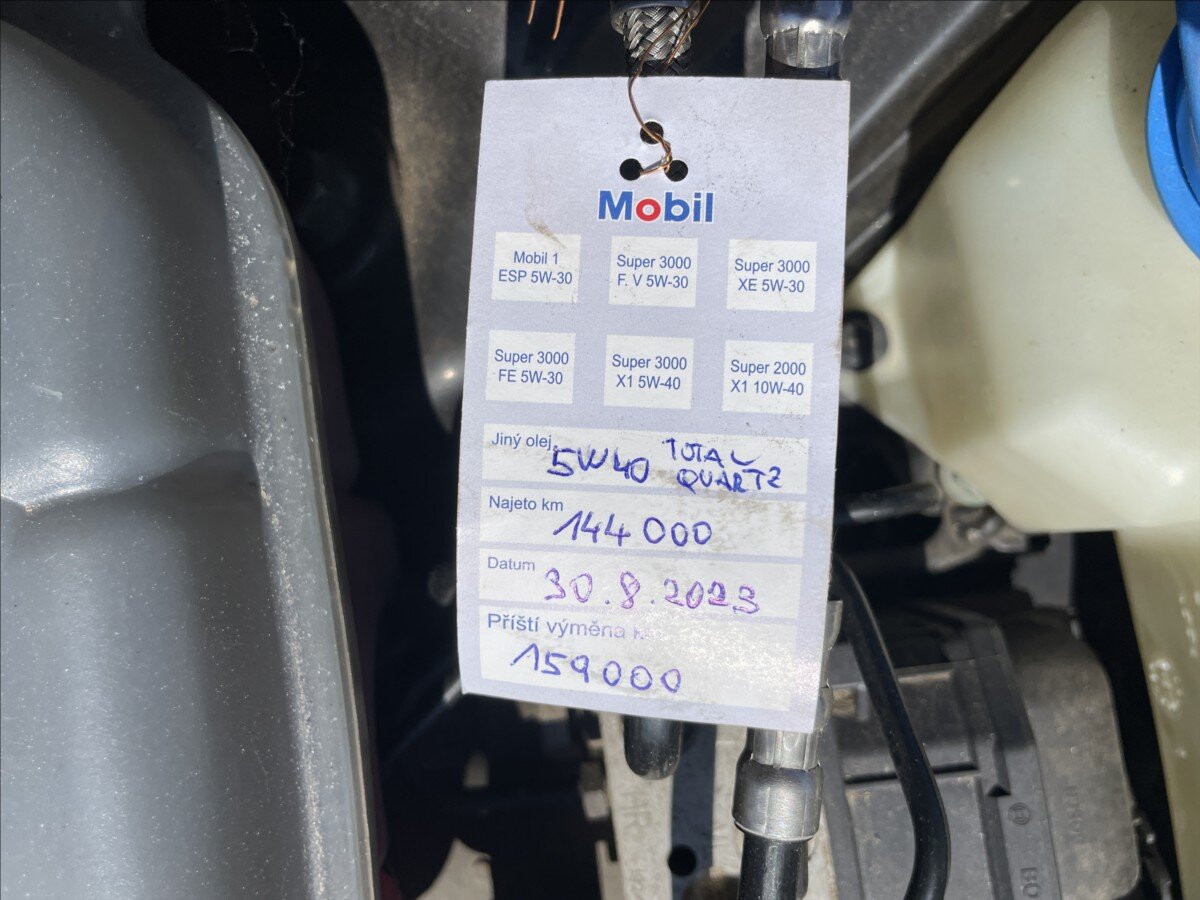 Mobil
Mobil 1
ESP 5W-30
Super 3000
F. V 5W-30
Super 3000
XE 5W-30
Super 3000
FE 5W-30
Super 3000
X1 5W-40
Super 2000
X1 10W-40
Jiný olej
5W40 TOTAL
QUARTZ
Najeto km
144 000
Datum
30.8.2023
Příští výměna km
159000